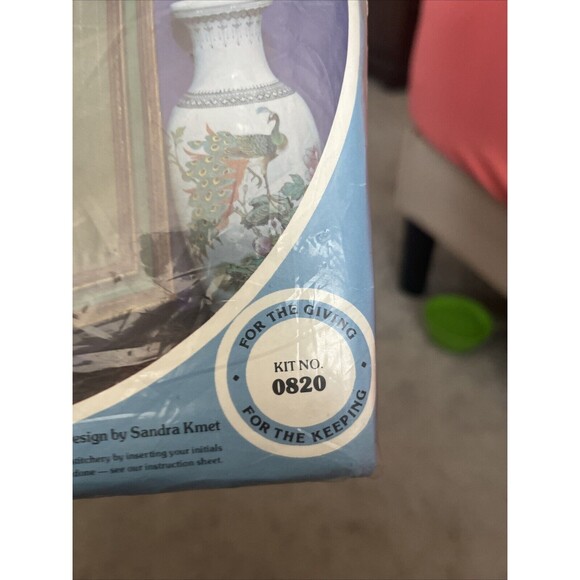 FOR THE GIVING
KIT NO.
0820
FOR THE KEEPING
esign by Sandra Kmet
stitchery by inserting your initials
done — see our instruction sheet.